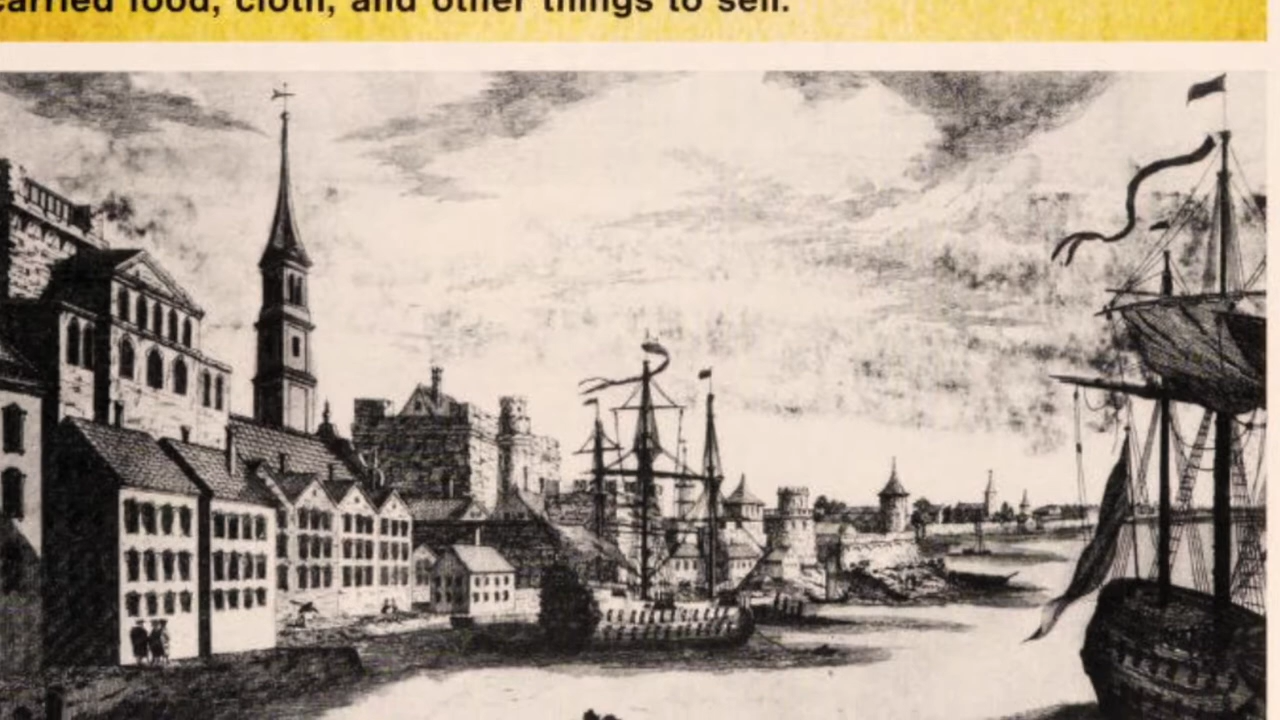 carried food, cloth, and other things to sell.